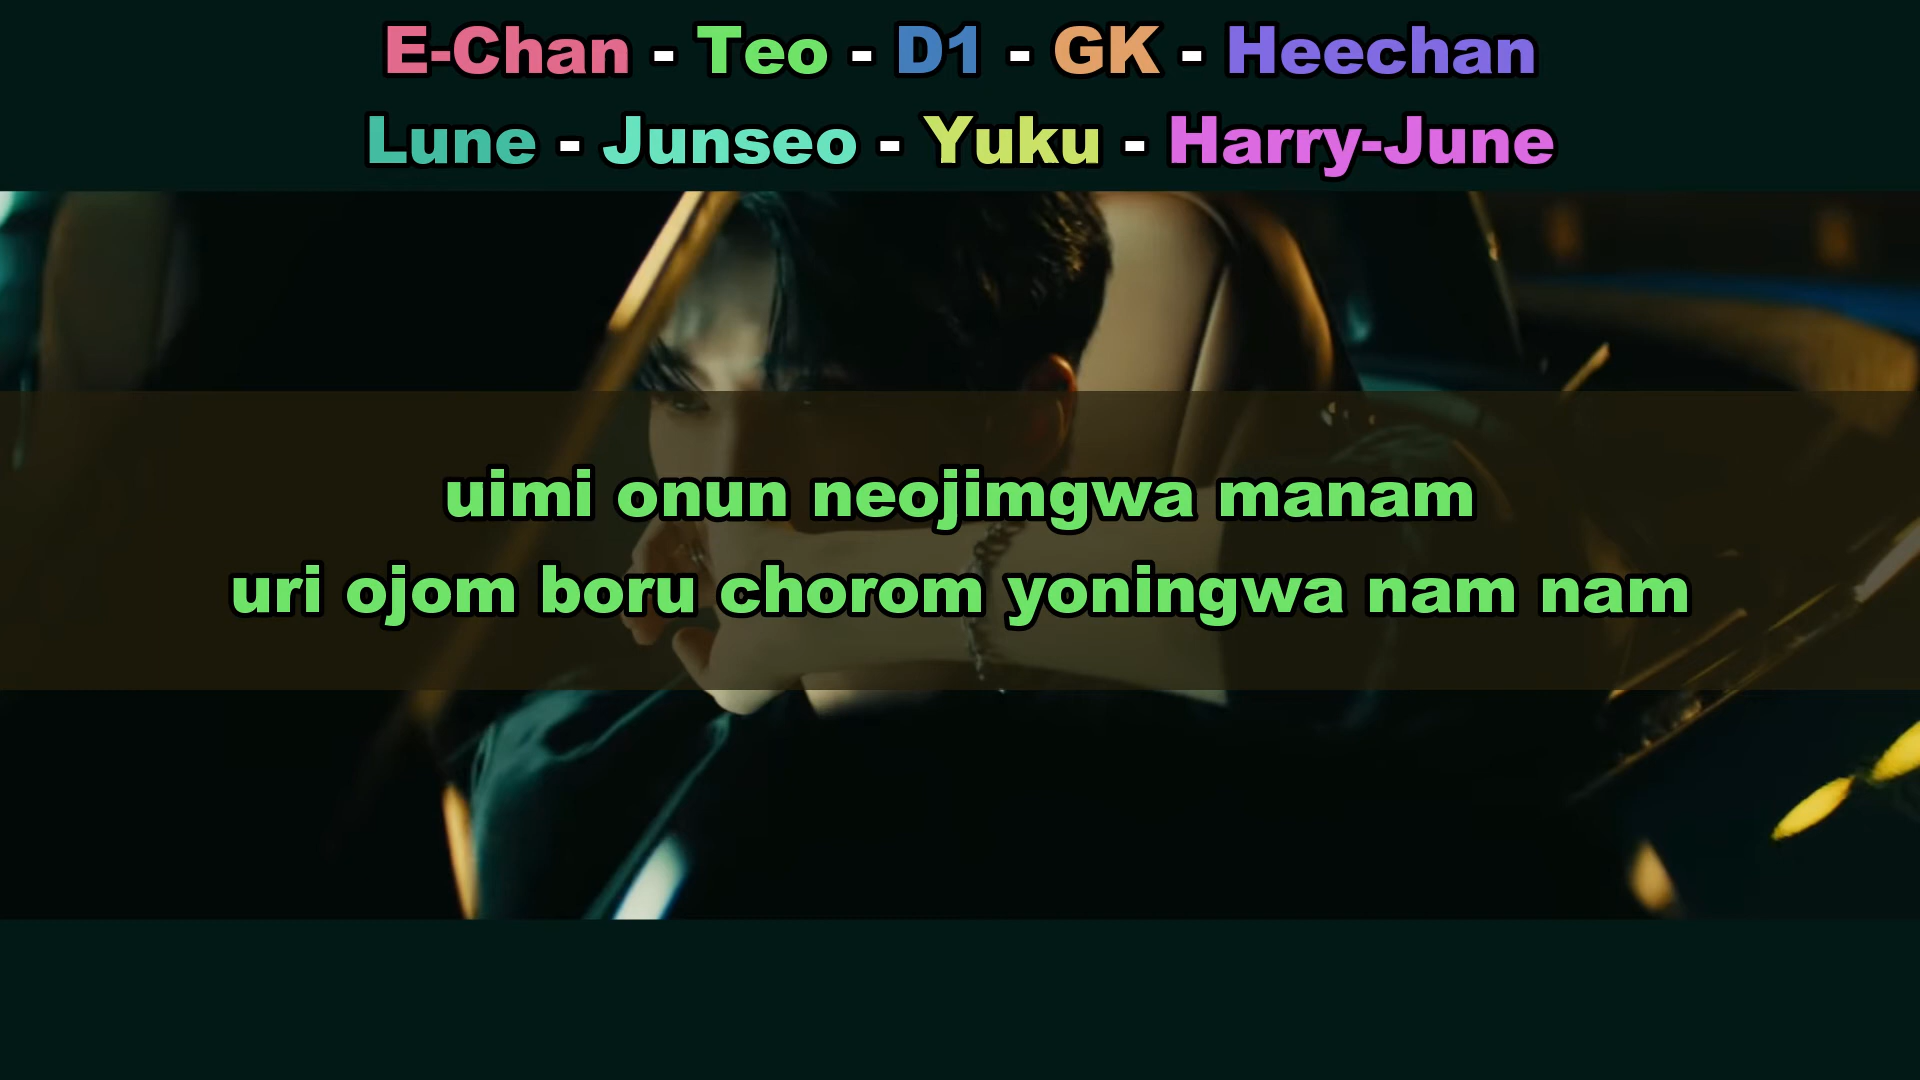 E-Chan - Teo - D1 - GK - Heechan
Lune - Junseo - Yuku - Harry-June
uimi onun neojimgwa manam
uri ojom boru chorom yoningwa nam nam